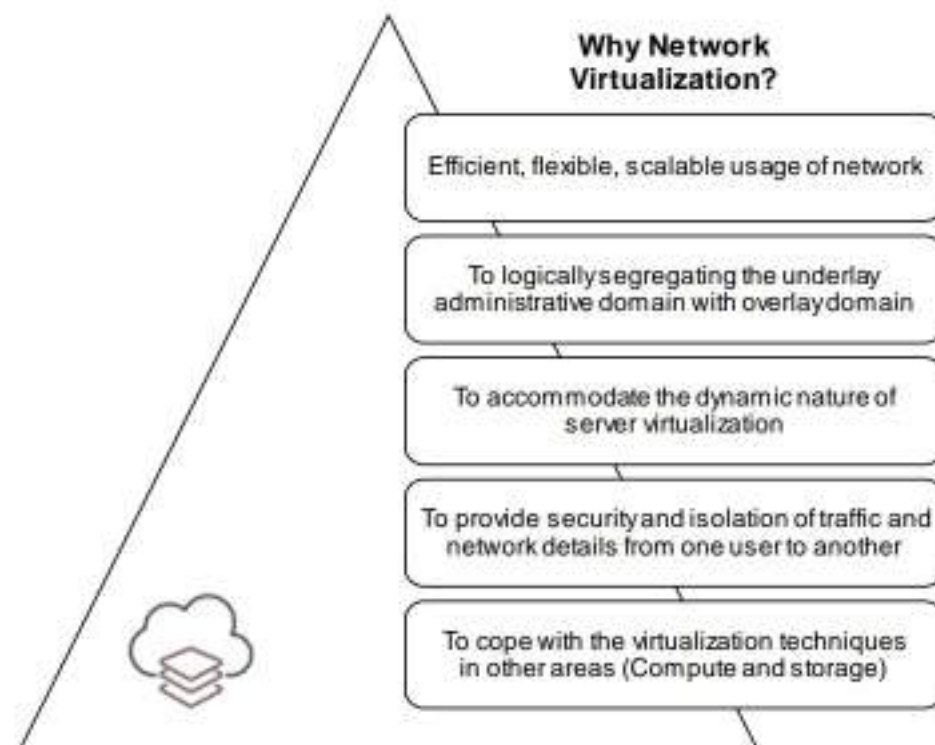 Why Network
Virtualization?
Efficient, flexible, scalable usage of network
To logically segregating the underlay
administrative domain with overlay domain
To accommodate the dynamic nature of
server virtualization
To provide security and isolation of traffic and
network details from one user to another
To cope with the virtualization techniques
in other areas (Compute and storage)